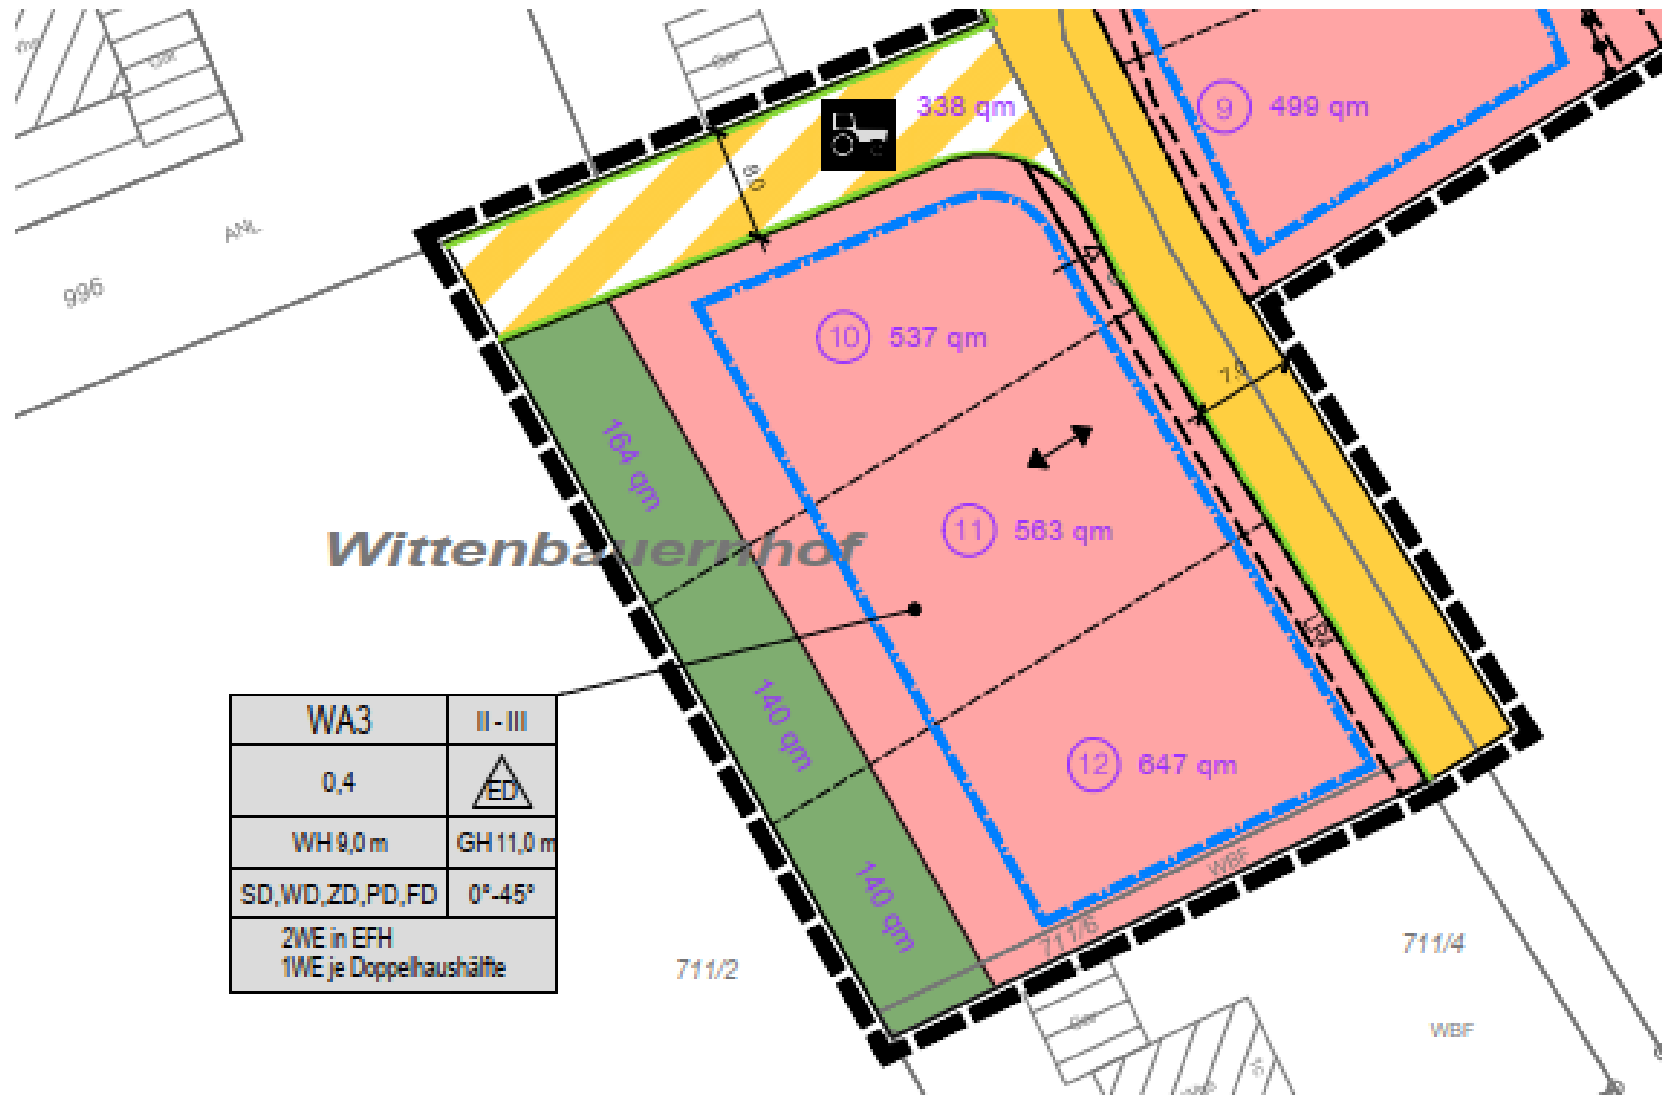 338 qm
9 499 qm
6,0
ANL
996
10 537 qm
7.0
164 qm
11 563 qm
Wittenbauernhof
LR1
140 qm
12 647 qm
WA3 II - III
0,4 ED
WH 9,0 m GH 11,0 m
SD,WD,ZD,PD,FD 0°-45°
2WE in EFH
1WE je Doppelhaushälfte
140 qm
WBF
711/6
711/2
711/4
WBF